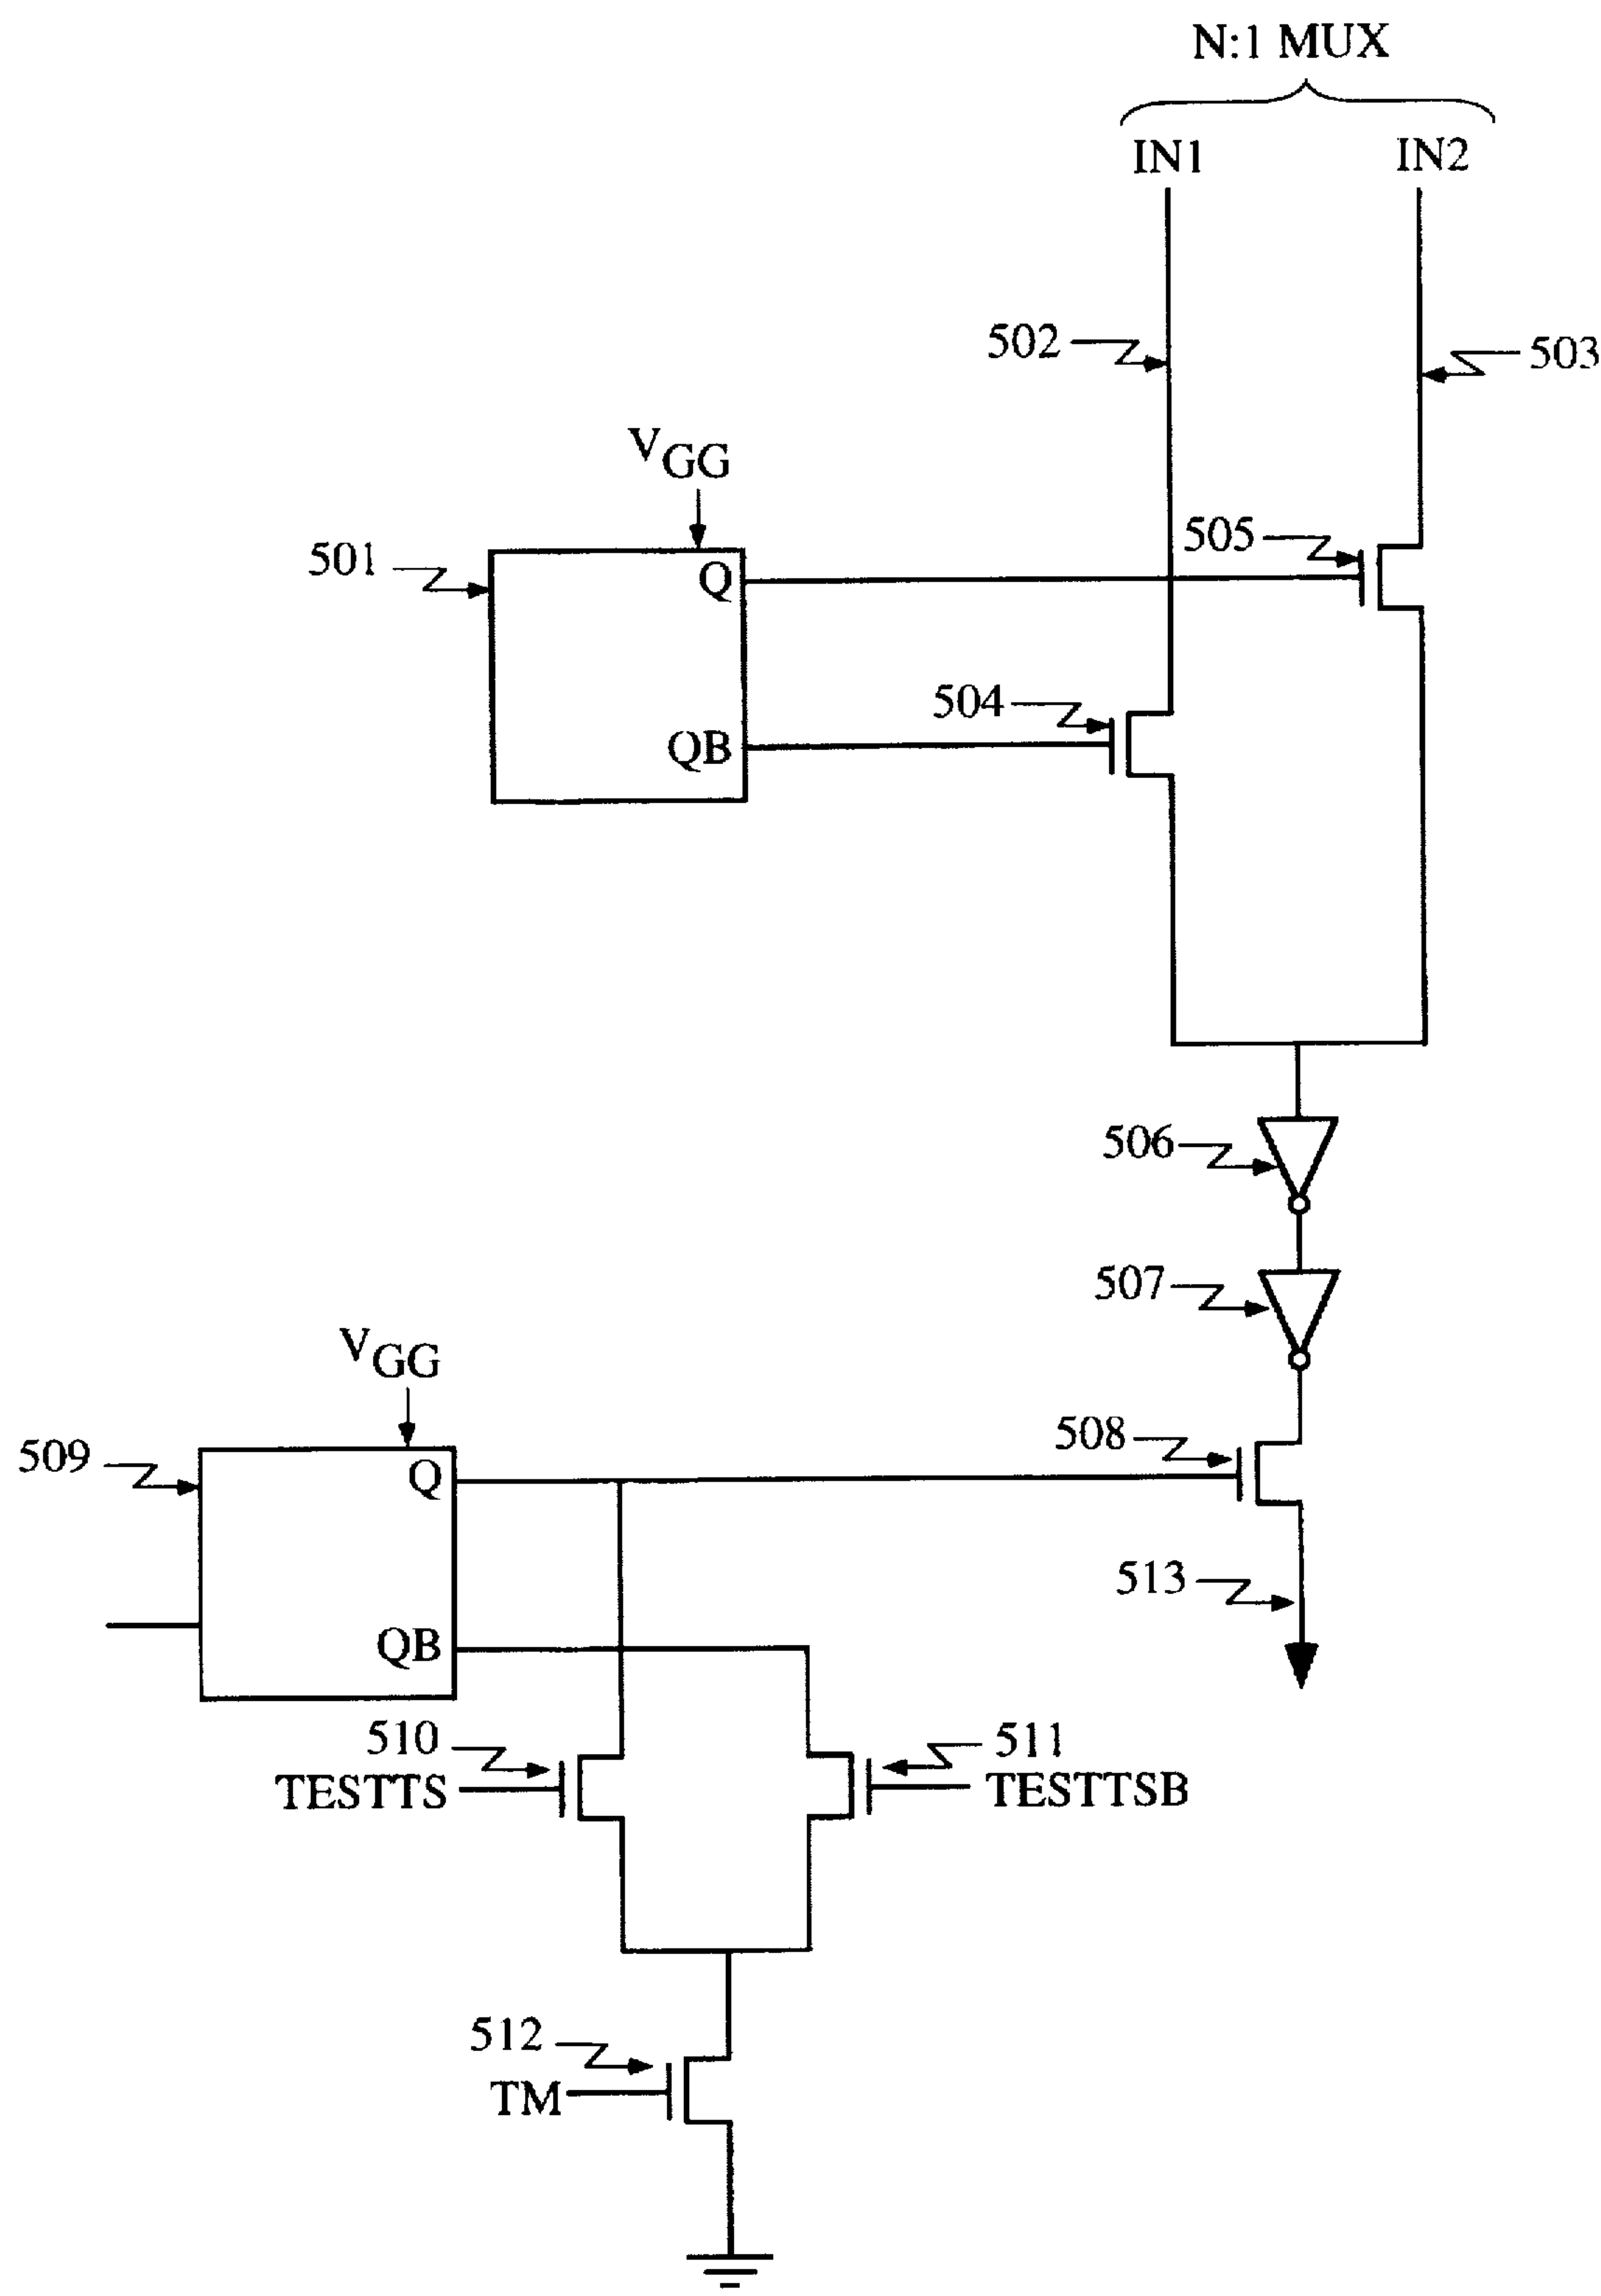 N:1 MUX
IN1
IN2
502
503
VGG
505
501
Q
504
QB
506
507
VGG
508
509
Q
513
QB
510
511
TESTTS
TESTTSB
512
TM